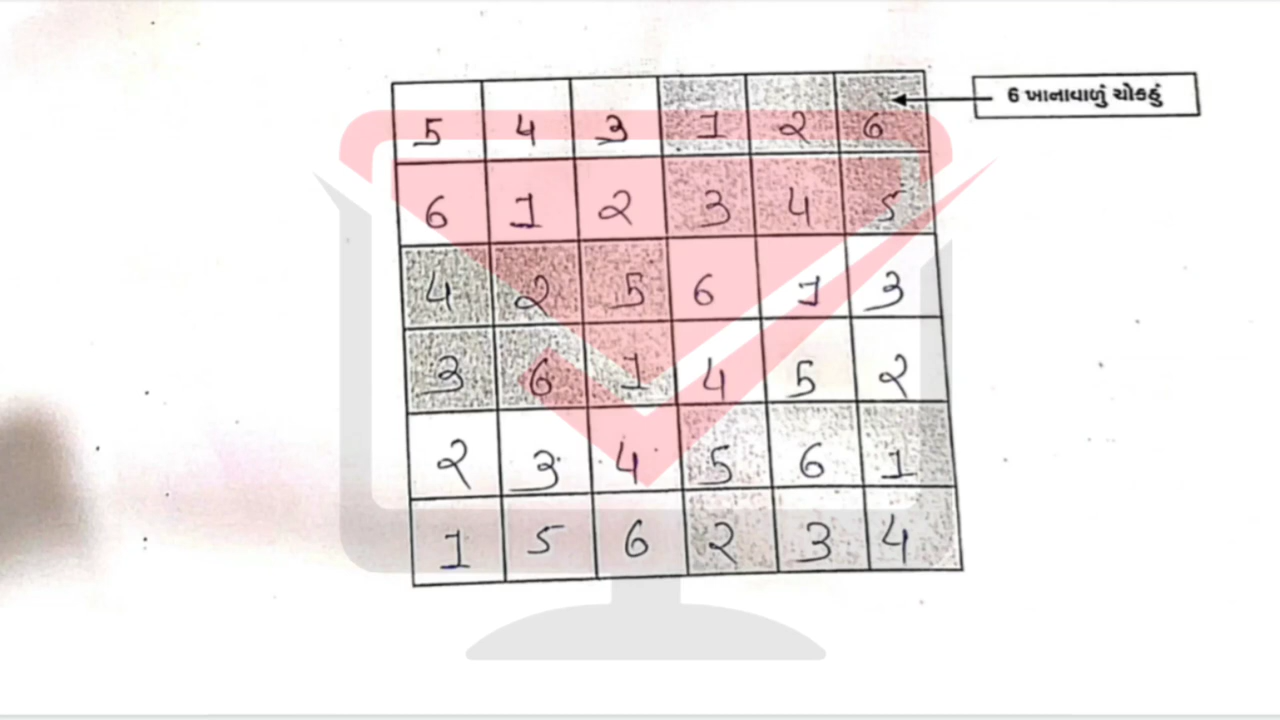 6 ખાનાવાળું ચોકઠું
5 4 3 1 2 6
6 1 2 3 4 5
4 2 5 6 1 3
3 6 1 4 5 2
2 3 4 5 6 1
1 5 6 2 3 4